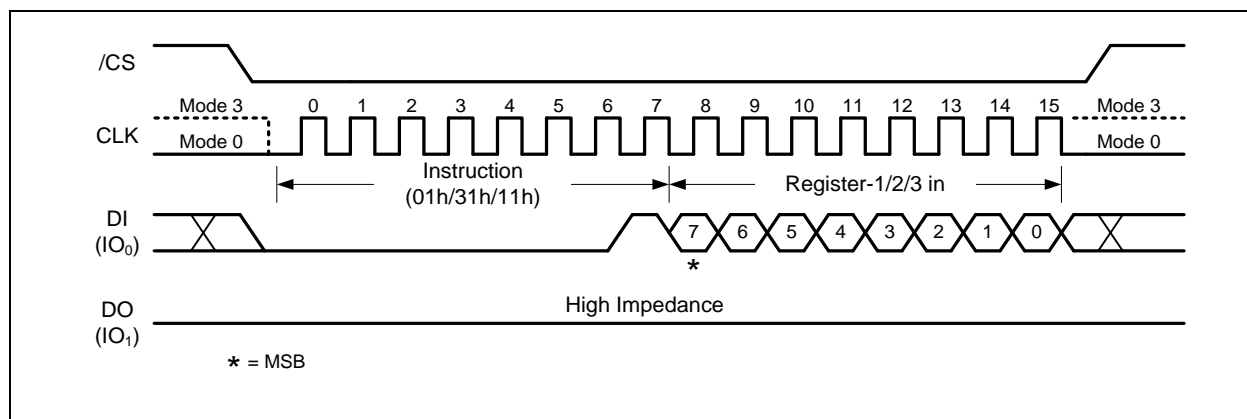 /CS
Mode 3 0 1 2 3 4 5 6 7 8 9 10 11 12 13 14 15 Mode 3
CLK Mode 0 Mode 0
Instruction
(01h/31h/11h)
Register-1/2/3 in
DI
(IO₀)
7 6 5 4 3 2 1 0
*
High Impedance
DO
(IO₁)
* = MSB